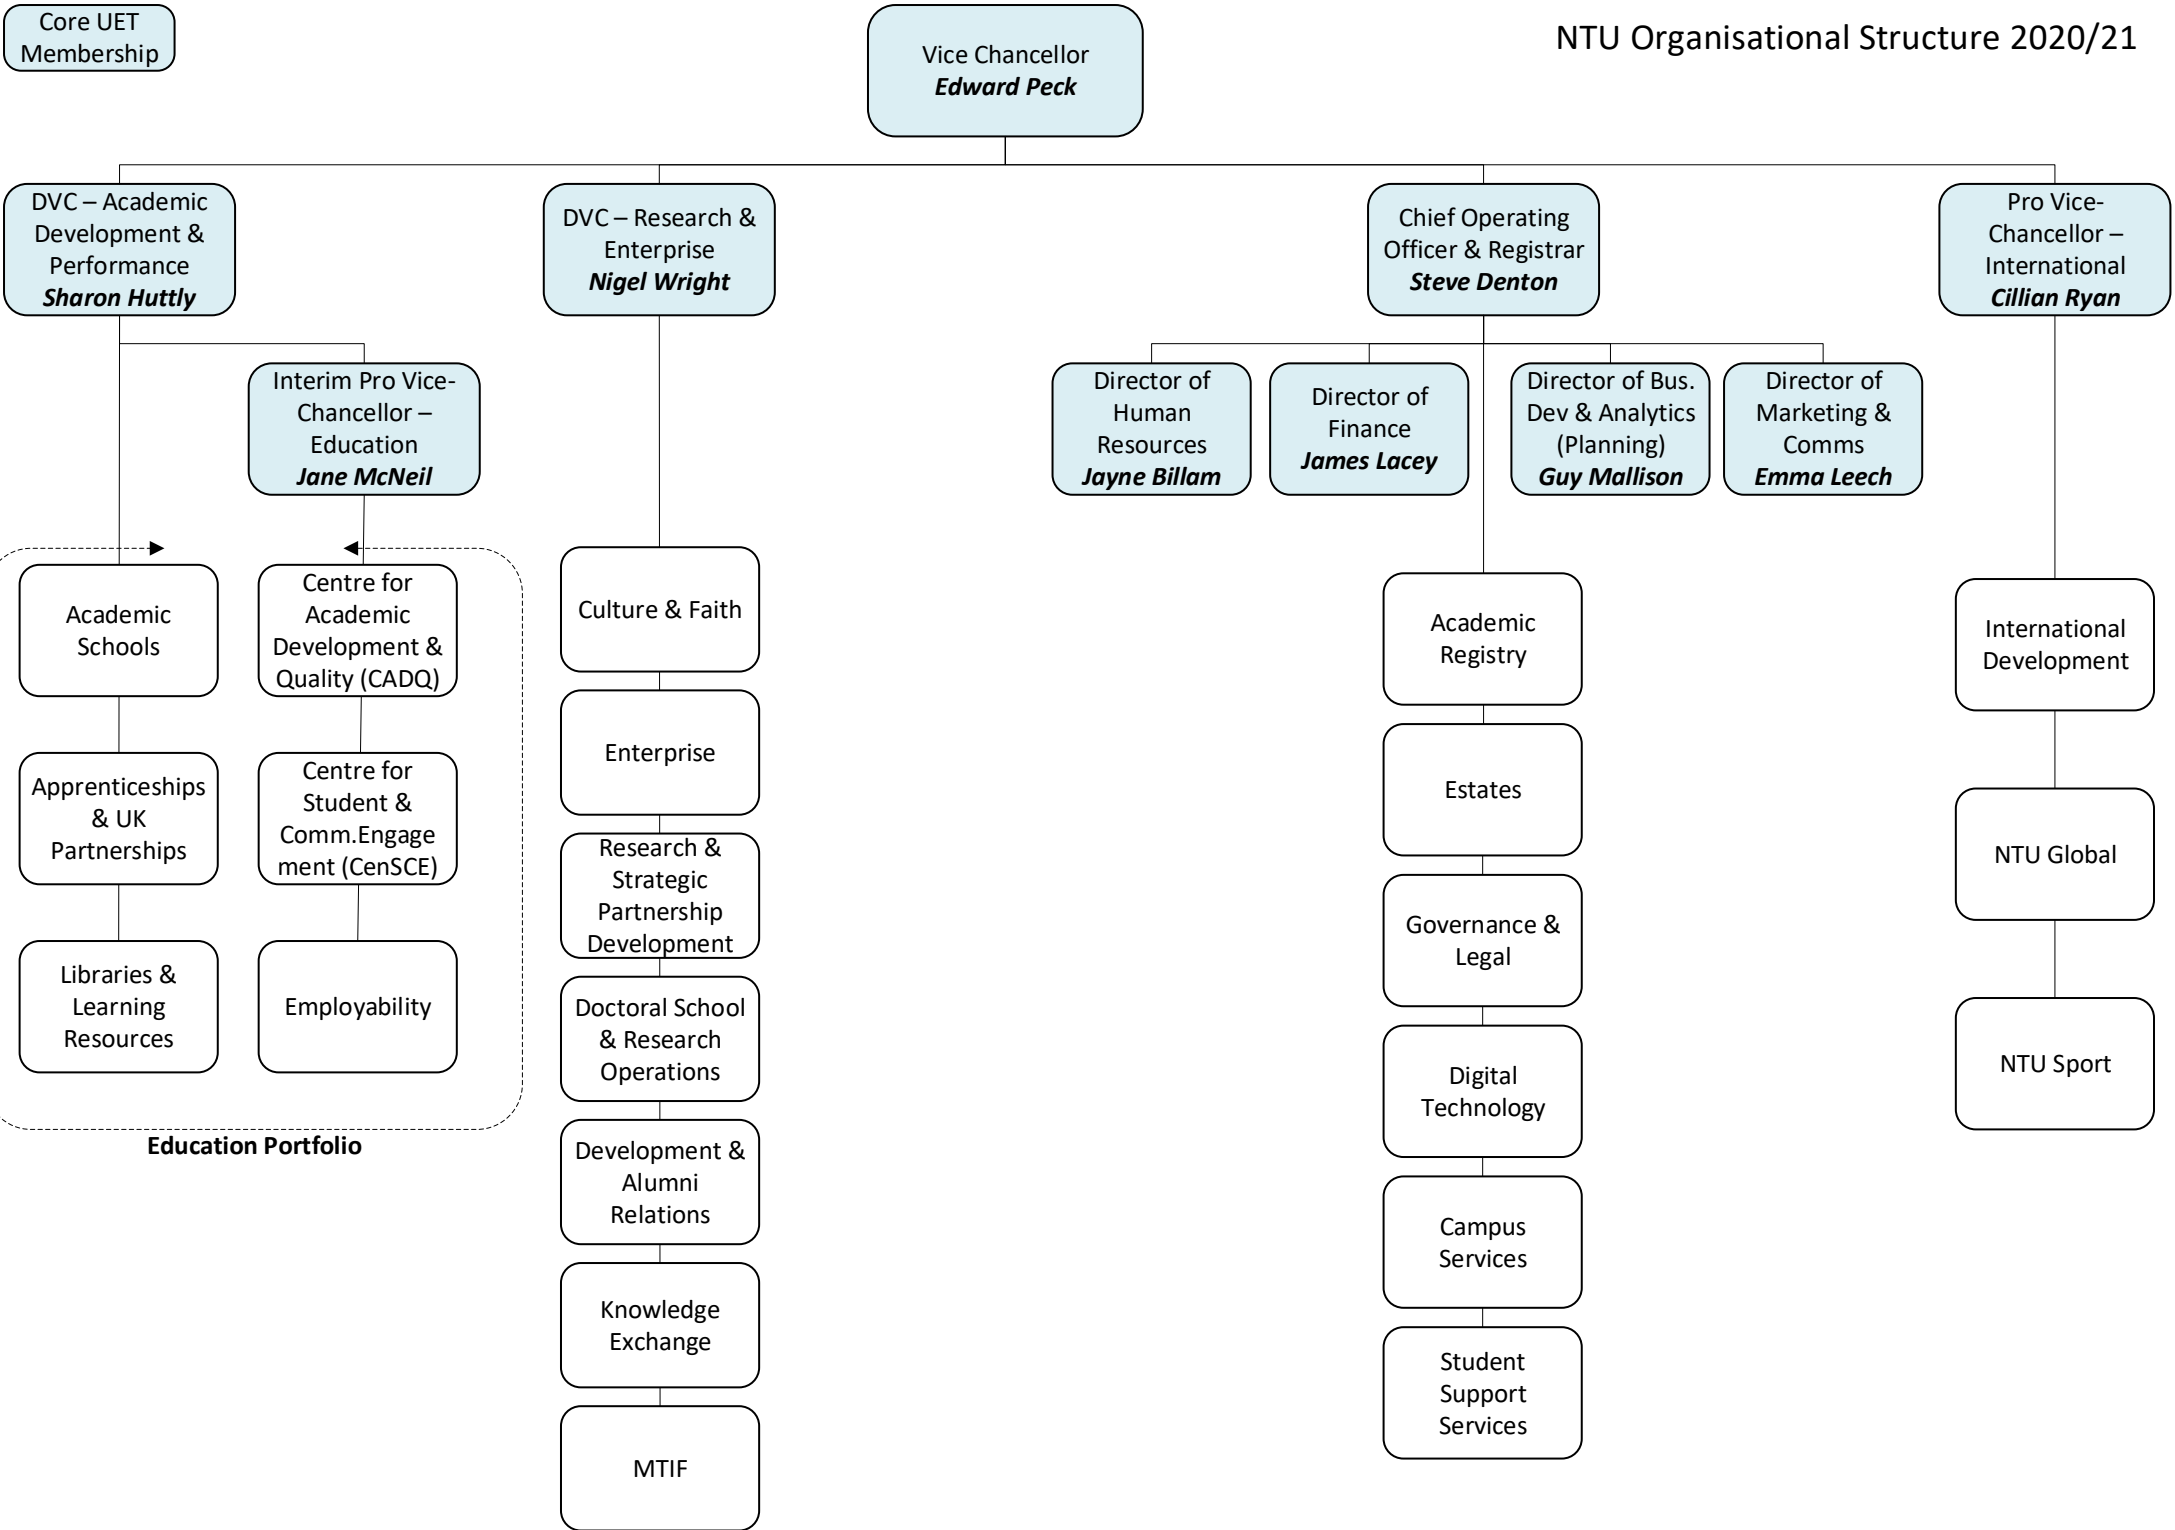 Core UET
Membership
NTU Organisational Structure 2020/21
Vice Chancellor
Edward Peck
DVC – Academic
Development &
Performance
Sharon Huttly
DVC – Research &
Enterprise
Nigel Wright
Chief Operating
Officer & Registrar
Steve Denton
Pro Vice-
Chancellor –
International
Cillian Ryan
Interim Pro Vice-
Chancellor –
Education
Jane McNeil
Director of
Human
Resources
Jayne Billam
Director of
Finance
James Lacey
Director of Bus.
Dev & Analytics
(Planning)
Guy Mallison
Director of
Marketing &
Comms
Emma Leech
Academic
Schools
Apprenticeships
& UK
Partnerships
Libraries &
Learning
Resources
Centre for
Academic
Development &
Quality (CADQ)
Centre for
Student &
Comm.Engage
ment (CenSCE)
Employability
Education Portfolio
Culture & Faith
Enterprise
Research &
Strategic
Partnership
Development
Doctoral School
& Research
Operations
Development &
Alumni
Relations
Knowledge
Exchange
MTIF
Academic
Registry
Estates
Governance &
Legal
Digital
Technology
Campus
Services
Student
Support
Services
International
Development
NTU Global
NTU Sport